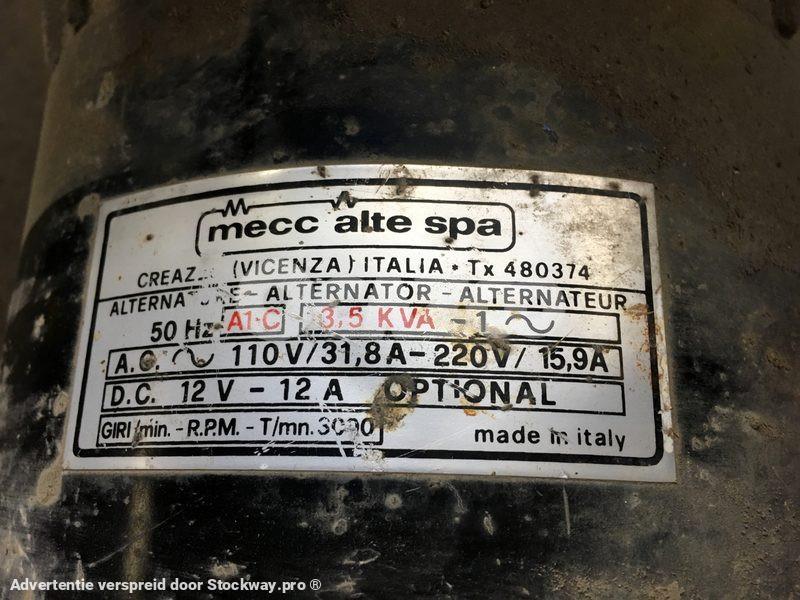 mecc alte spa
(VICENZA) ITALIA • Tx 480374
ALTERNATORE - ALTERNATOR - ALTERNATEUR
50 Hz A1·C 3,5 KVA - 1 ~
A.C. ~ 110V/31,8A - 220V/ 15,9A
D.C. 12 V - 12 A OPTIONAL
GIRI/min. - R.P.M. - T/mn. 3000
made in italy
Advertentie verspreid door Stockway.pro ®